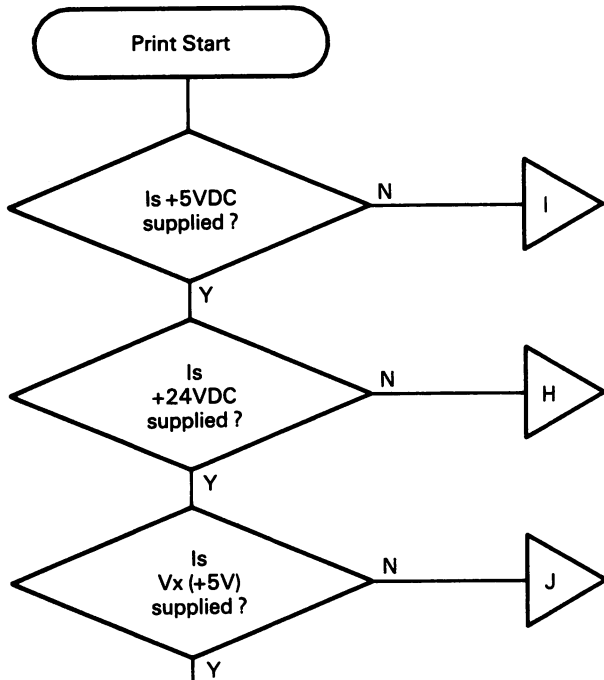 Print Start
Is +5VDC
supplied ?
N
I
Y
Is
+24VDC
supplied ?
N
H
Y
Is
Vx (+5V)
supplied ?
N
J
Y